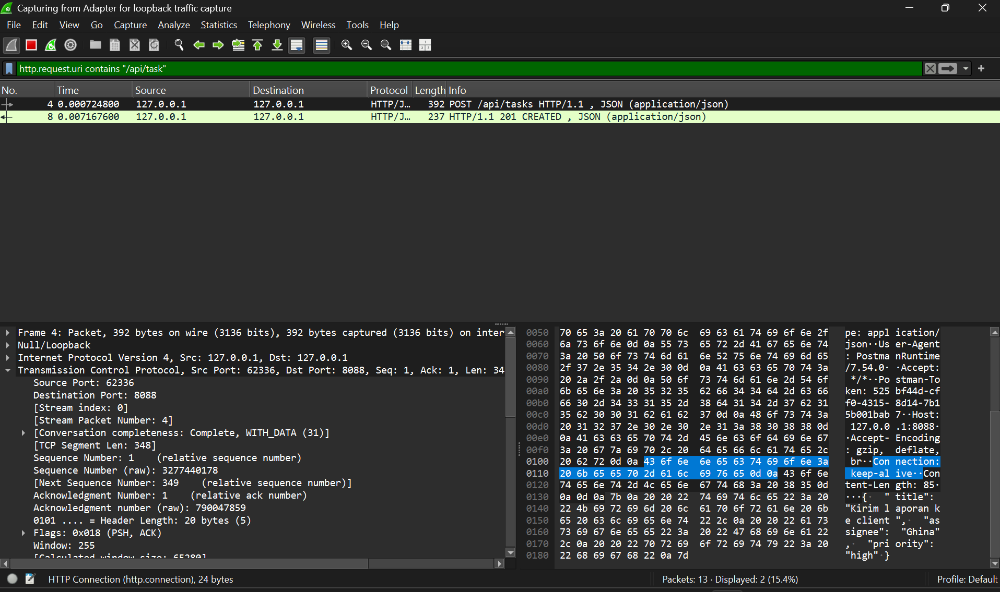 Capturing from Adapter for loopback traffic capture
File Edit View Go Capture Analyze Statistics Telephony Wireless Tools Help
http.request.uri contains "/api/task"
No. Time Source Destination Protocol Length Info
4 0.000724800 127.0.0.1 127.0.0.1 HTTP/J… 392 POST /api/tasks HTTP/1.1 , JSON (application/json)
8 0.007167600 127.0.0.1 127.0.0.1 HTTP/J… 237 HTTP/1.1 201 CREATED , JSON (application/json)
Frame 4: Packet, 392 bytes on wire (3136 bits), 392 bytes captured (3136 bits) on inter
Null/Loopback
Internet Protocol Version 4, Src: 127.0.0.1, Dst: 127.0.0.1
Transmission Control Protocol, Src Port: 62336, Dst Port: 8088, Seq: 1, Ack: 1, Len: 34
Source Port: 62336
Destination Port: 8088
[Stream index: 0]
[Stream Packet Number: 4]
[Conversation completeness: Complete, WITH_DATA (31)]
[TCP Segment Len: 348]
Sequence Number: 1 (relative sequence number)
Sequence Number (raw): 3277440178
[Next Sequence Number: 349 (relative sequence number)]
Acknowledgment Number: 1 (relative ack number)
Acknowledgment number (raw): 790047859
0101 .... = Header Length: 20 bytes (5)
Flags: 0x018 (PSH, ACK)
Window: 255
[Calculated window size: 65280]
0050 70 65 3a 20 61 70 70 6c 69 63 61 74 69 6f 6e 2f pe: appl ication/
0060 6a 73 6f 6e 0d 0a 55 73 65 72 2d 41 67 65 6e 74 json··Us er-Agent
0070 3a 20 50 6f 73 74 6d 61 6e 52 75 6e 74 69 6d 65 : Postma nRuntime
0080 2f 37 2e 35 34 2e 30 0d 0a 41 63 63 65 70 74 3a /7.54.0· ·Accept:
0090 20 2a 2f 2a 0d 0a 50 6f 73 74 6d 61 6e 2d 54 6f */*··Po stman-To
00a0 6b 65 6e 3a 20 35 32 35 62 66 34 34 64 2d 63 66 ken: 525 bf44d-cf
00b0 66 30 2d 34 33 31 35 2d 38 64 31 34 2d 37 62 31 f0-4315- 8d14-7b1
00c0 35 62 30 30 31 62 61 62 37 0d 0a 48 6f 73 74 3a 5b001bab 7··Host:
00d0 20 31 32 37 2e 30 2e 30 2e 31 3a 38 30 38 38 0d 127.0.0 .1:8088·
00e0 0a 41 63 63 65 70 74 2d 45 6e 63 6f 64 69 6e 67 ·Accept- Encoding
00f0 3a 20 67 7a 69 70 2c 20 64 65 66 6c 61 74 65 2c : gzip, deflate,
0100 20 62 72 0d 0a 43 6f 6e 6e 65 63 74 69 6f 6e 3a br··Con nection:
0110 20 6b 65 65 70 2d 61 6c 69 76 65 0d 0a 43 6f 6e keep-al ive··Con
0120 74 65 6e 74 2d 4c 65 6e 67 74 68 3a 20 38 35 0d tent-Len gth: 85·
0130 0a 0d 0a 7b 0a 20 20 22 74 69 74 6c 65 22 3a 20 ···{· " title":
0140 22 4b 69 72 69 6d 20 6c 61 70 6f 72 61 6e 20 6b "Kirim l aporan k
0150 65 20 63 6c 69 65 6e 74 22 2c 0a 20 20 22 61 73 e client ",· "as
0160 73 69 67 6e 65 65 22 3a 20 22 47 68 69 6e 61 22 signee": "Ghina"
0170 2c 0a 20 20 22 70 72 69 6f 72 69 74 79 22 3a 20 ,· "pri ority":
0180 22 68 69 67 68 22 0a 7d "high"·}
HTTP Connection (http.connection), 24 bytes
Packets: 13 · Displayed: 2 (15.4%)
Profile: Default